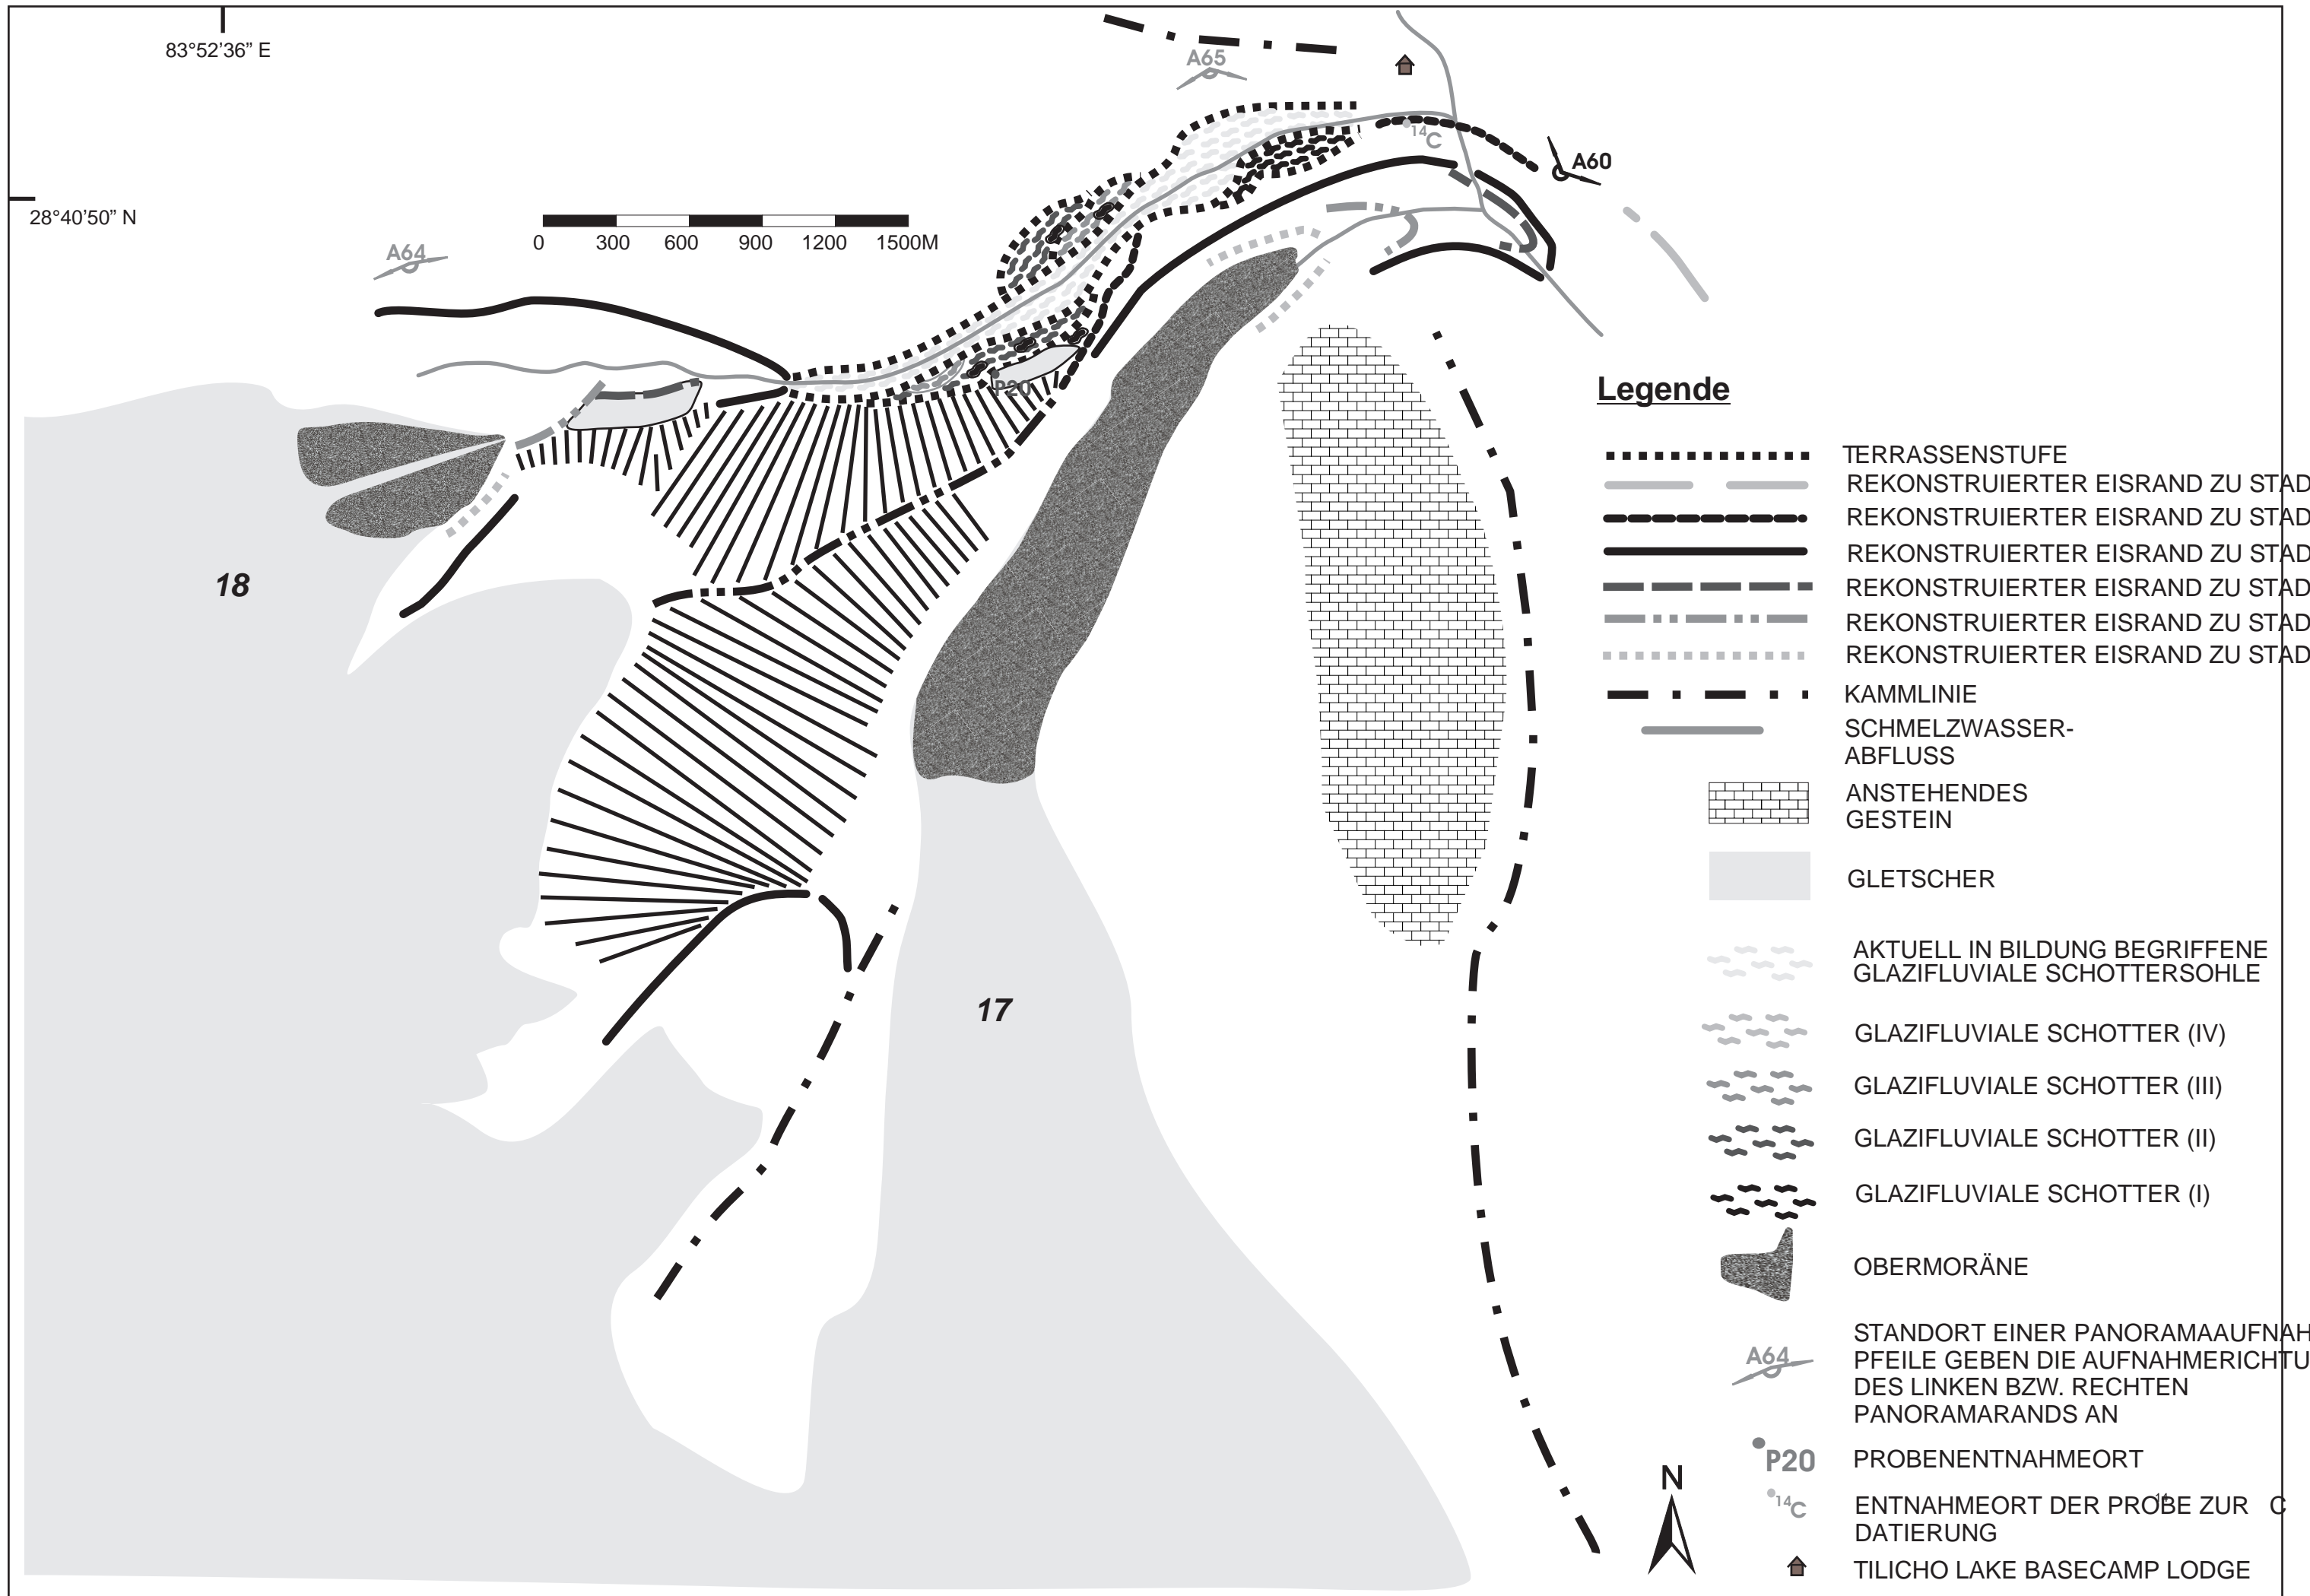 83°52’36” E
A65
14C
A60
28°40’50” N
0 300 600 900 1200 1500M
A64
P20
18
17
Legende
TERRASSENSTUFE
REKONSTRUIERTER EISRAND ZU STAD
REKONSTRUIERTER EISRAND ZU STAD
REKONSTRUIERTER EISRAND ZU STAD
REKONSTRUIERTER EISRAND ZU STAD
REKONSTRUIERTER EISRAND ZU STAD
REKONSTRUIERTER EISRAND ZU STAD
KAMMLINIE
SCHMELZWASSER-
ABFLUSS
ANSTEHENDES
GESTEIN
GLETSCHER
AKTUELL IN BILDUNG BEGRIFFENE
GLAZIFLUVIALE SCHOTTERSOHLE
GLAZIFLUVIALE SCHOTTER (IV)
GLAZIFLUVIALE SCHOTTER (III)
GLAZIFLUVIALE SCHOTTER (II)
GLAZIFLUVIALE SCHOTTER (I)
OBERMORÄNE
A64
STANDORT EINER PANORAMAAUFNAH
PFEILE GEBEN DIE AUFNAHMERICHTU
DES LINKEN BZW. RECHTEN
PANORAMARANDS AN
P20 PROBENENTNAHMEORT
14C ENTNAHMEORT DER PROBE ZUR 14C
DATIERUNG
TILICHO LAKE BASECAMP LODGE
N